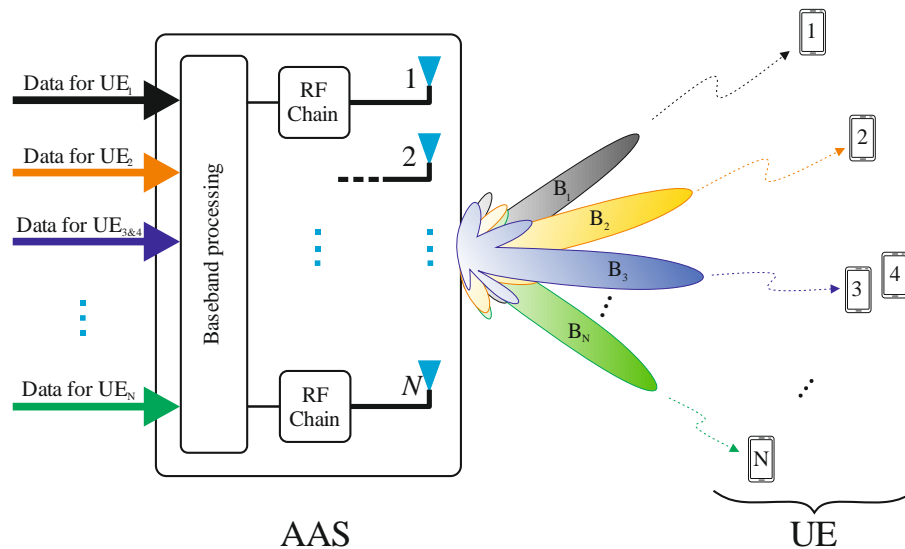 Data for UE1
Data for UE2
Data for UE3&4
Data for UEN
Baseband processing
RF
Chain
RF
Chain
1
2
N
B1
B2
B3
BN
1
2
3
4
N
AAS
UE